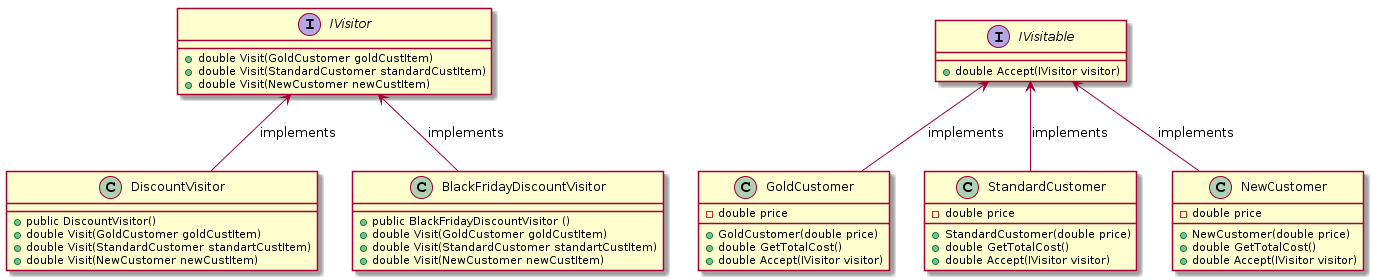 I IVisitor
double Visit(GoldCustomer goldCustItem)
double Visit(StandardCustomer standardCustItem)
double Visit(NewCustomer newCustItem)
I IVisitable
double Accept(IVisitor visitor)
implements
implements
implements
implements
implements
C DiscountVisitor
public DiscountVisitor()
double Visit(GoldCustomer goldCustItem)
double Visit(StandardCustomer standartCustItem)
double Visit(NewCustomer newCustItem)
C BlackFridayDiscountVisitor
public BlackFridayDiscountVisitor ()
double Visit(GoldCustomer goldCustItem)
double Visit(StandardCustomer standartCustItem)
double Visit(NewCustomer newCustItem)
C GoldCustomer
double price
GoldCustomer(double price)
double GetTotalCost()
double Accept(IVisitor visitor)
C StandardCustomer
double price
StandardCustomer(double price)
double GetTotalCost()
double Accept(IVisitor visitor)
C NewCustomer
double price
NewCustomer(double price)
double GetTotalCost()
double Accept(IVisitor visitor)